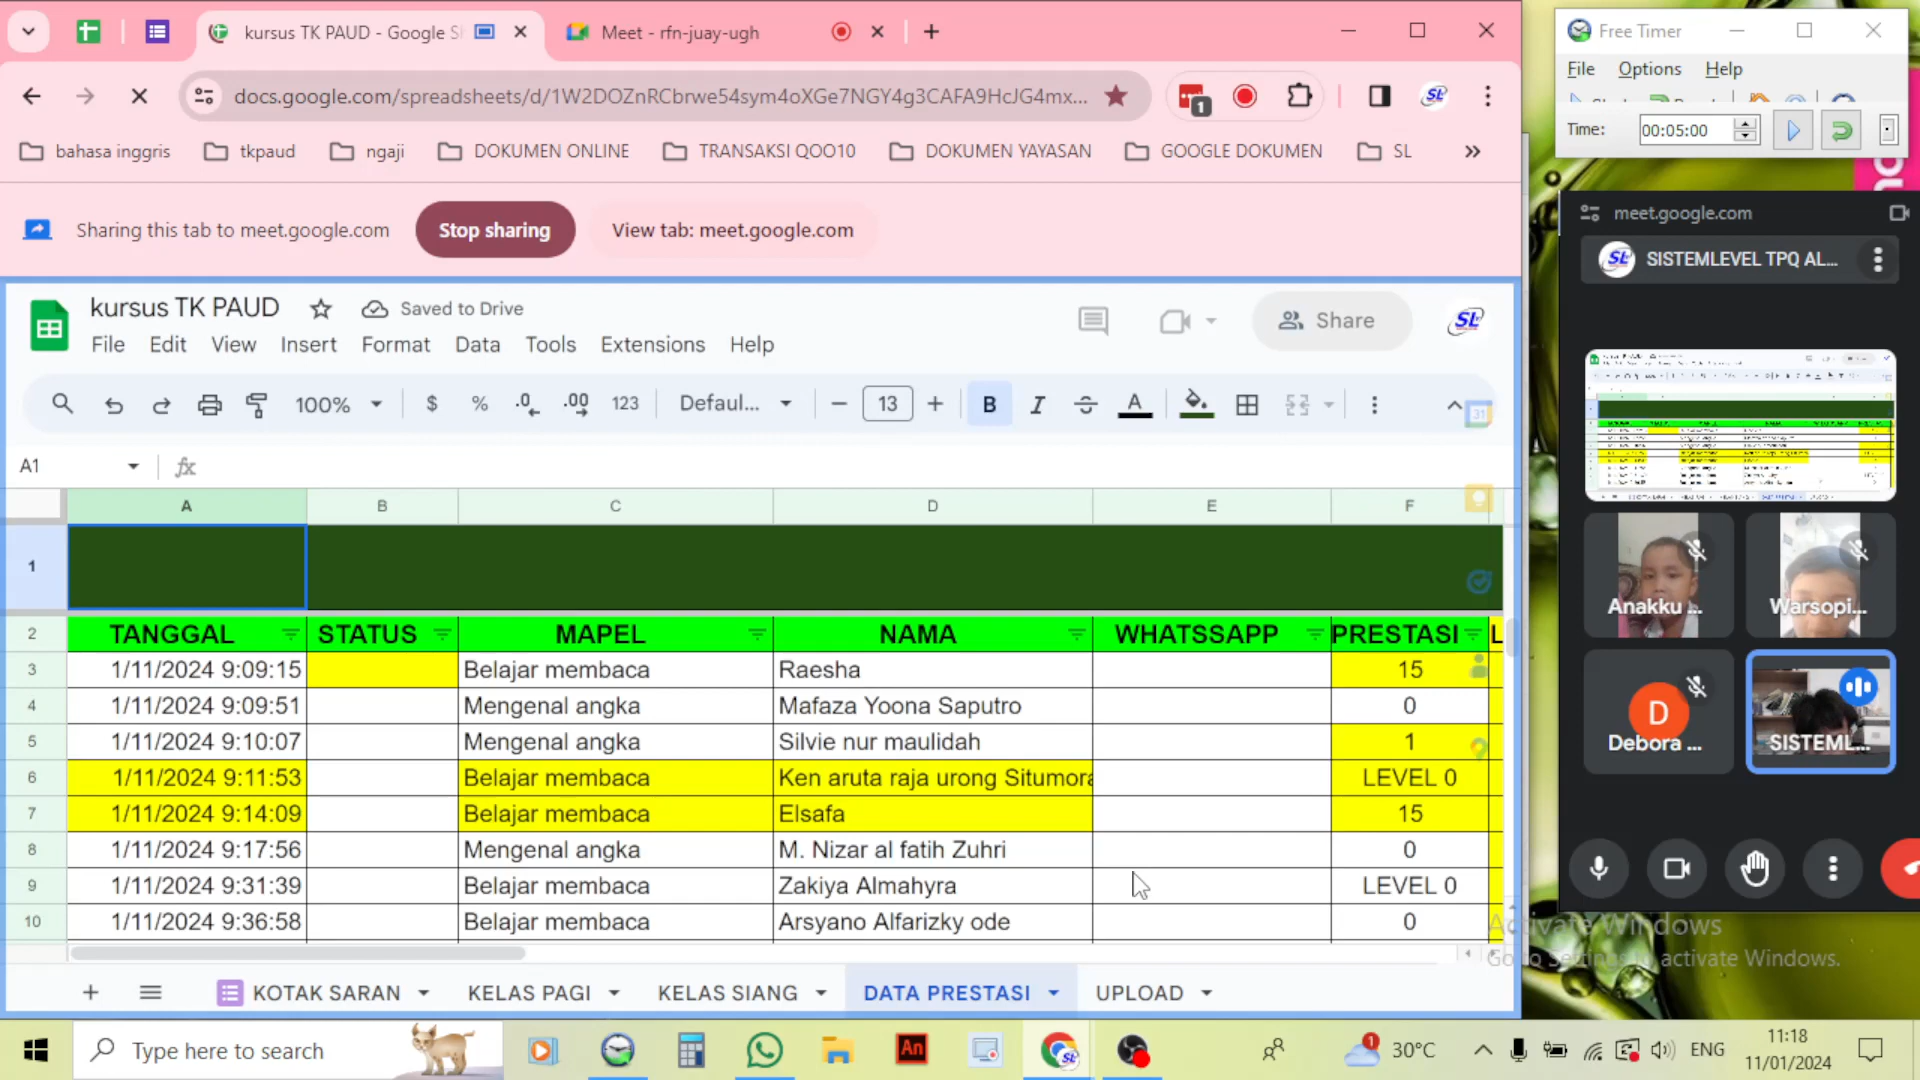 kursus TK PAUD - Google S
Meet - rfn-juay-ugh
docs.google.com/spreadsheets/d/1W2DOZnRCbrwe54sym4oXGe7NGY4g3CAFA9HcJG4mx...
1
bahasa inggris
tkpaud
ngaji
DOKUMEN ONLINE
TRANSAKSI QOO10
DOKUMEN YAYASAN
GOOGLE DOKUMEN
SL
Sharing this tab to meet.google.com
Stop sharing
View tab: meet.google.com
kursus TK PAUD
Saved to Drive
Share
SL
File Edit View Insert Format Data Tools Extensions Help
100% $ % .0 .00 123 Defaul... 13 B I A
31
A1 fx
A B C D E F
1
2 TANGGAL STATUS MAPEL NAMA WHATSSAPP PRESTASI L
3 1/11/2024 9:09:15 Belajar membaca Raesha 15
4 1/11/2024 9:09:51 Mengenal angka Mafaza Yoona Saputro 0
5 1/11/2024 9:10:07 Mengenal angka Silvie nur maulidah 1
6 1/11/2024 9:11:53 Belajar membaca Ken aruta raja urong Situmora LEVEL 0
7 1/11/2024 9:14:09 Belajar membaca Elsafa 15
8 1/11/2024 9:17:56 Mengenal angka M. Nizar al fatih Zuhri 0
9 1/11/2024 9:31:39 Belajar membaca Zakiya Almahyra LEVEL 0
10 1/11/2024 9:36:58 Belajar membaca Arsyano Alfarizky ode 0
KOTAK SARAN KELAS PAGI KELAS SIANG DATA PRESTASI UPLOAD
Free Timer
File Options Help
Time: 00:05:00
meet.google.com
SL SISTEMLEVEL TPQ AL...
Anakku ...
Warsopi...
D
Debora ...
SISTEML...
Activate Windows
Go to Settings to activate Windows.
Type here to search
An
1
30°C
ENG
11:18
11/01/2024